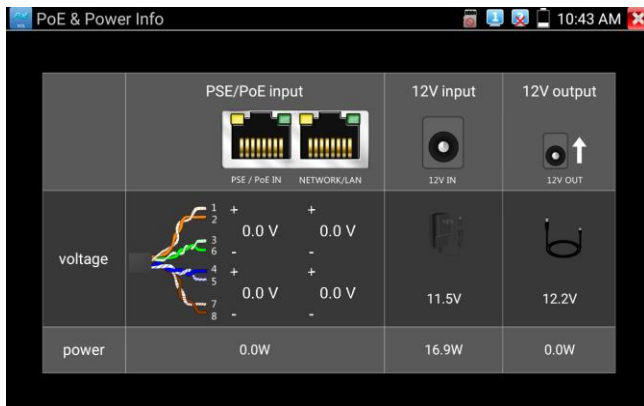 PoE & Power Info
1
10:43 AM
PSE/PoE input
12V input
12V output
PSE / PoE IN
NETWORK/LAN
12V IN
12V OUT
voltage
1
2
3
6
4
5
7
8
+ +
0.0 V 0.0 V
- -
+ +
0.0 V 0.0 V
- -
11.5V
12.2V
power
0.0W
16.9W
0.0W